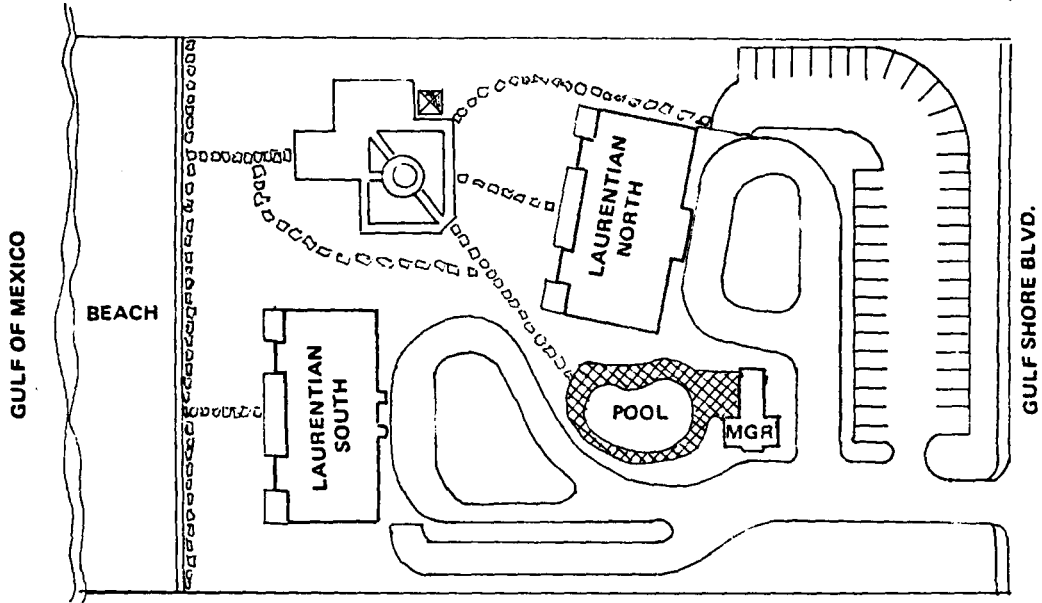 GULF OF MEXICO
BEACH
LAURENTIAN
SOUTH
LAURENTIAN
NORTH
POOL
MGR
GULF SHORE BLVD.